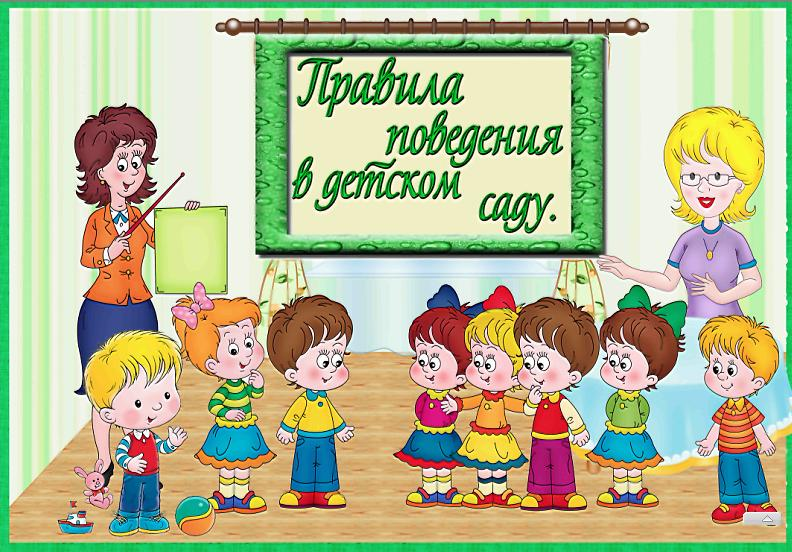 Правила
поведения
в детском
саду.